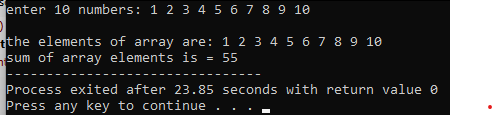 enter 10 numbers: 1 2 3 4 5 6 7 8 9 10
the elements of array are: 1 2 3 4 5 6 7 8 9 10
sum of array elements is = 55
--------------------------------
Process exited after 23.85 seconds with return value 0
Press any key to continue . . .